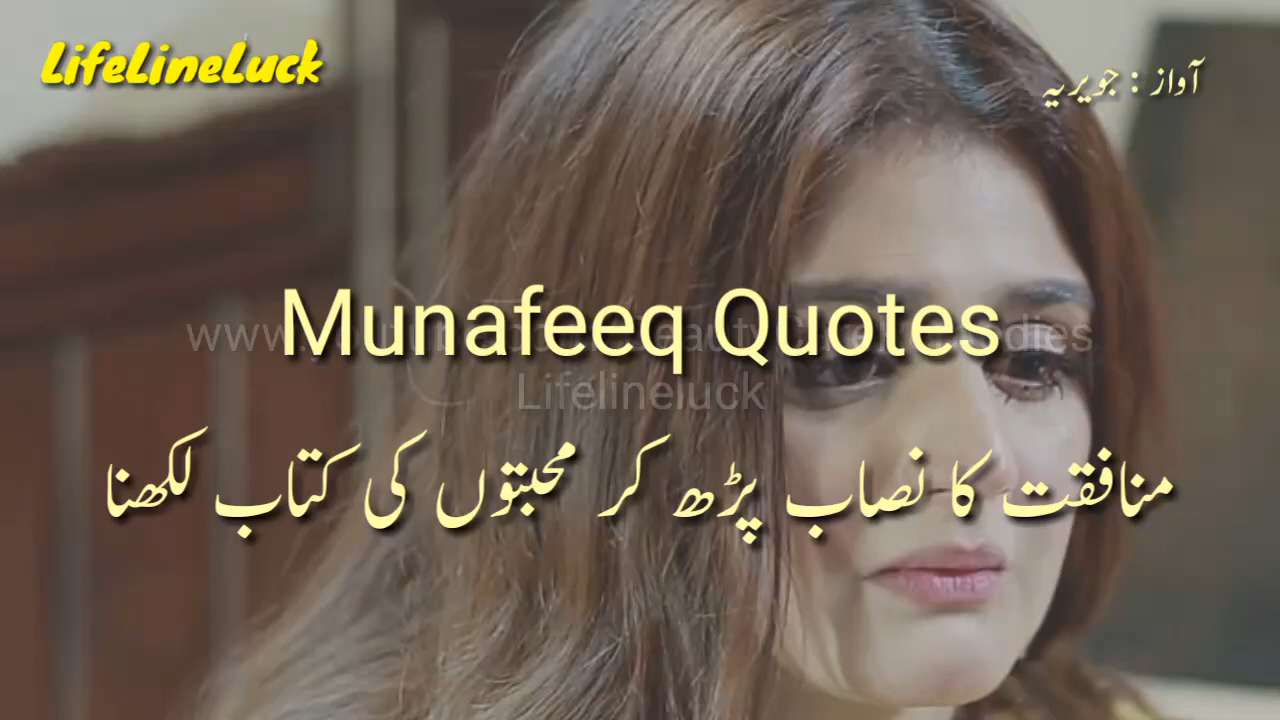 LifeLineLuck
آواز : جویریہ
Munafeeq Quotes
Lifelineluck
منافقت کا نصاب پڑھ کر محبتوں کی کتاب لکھنا